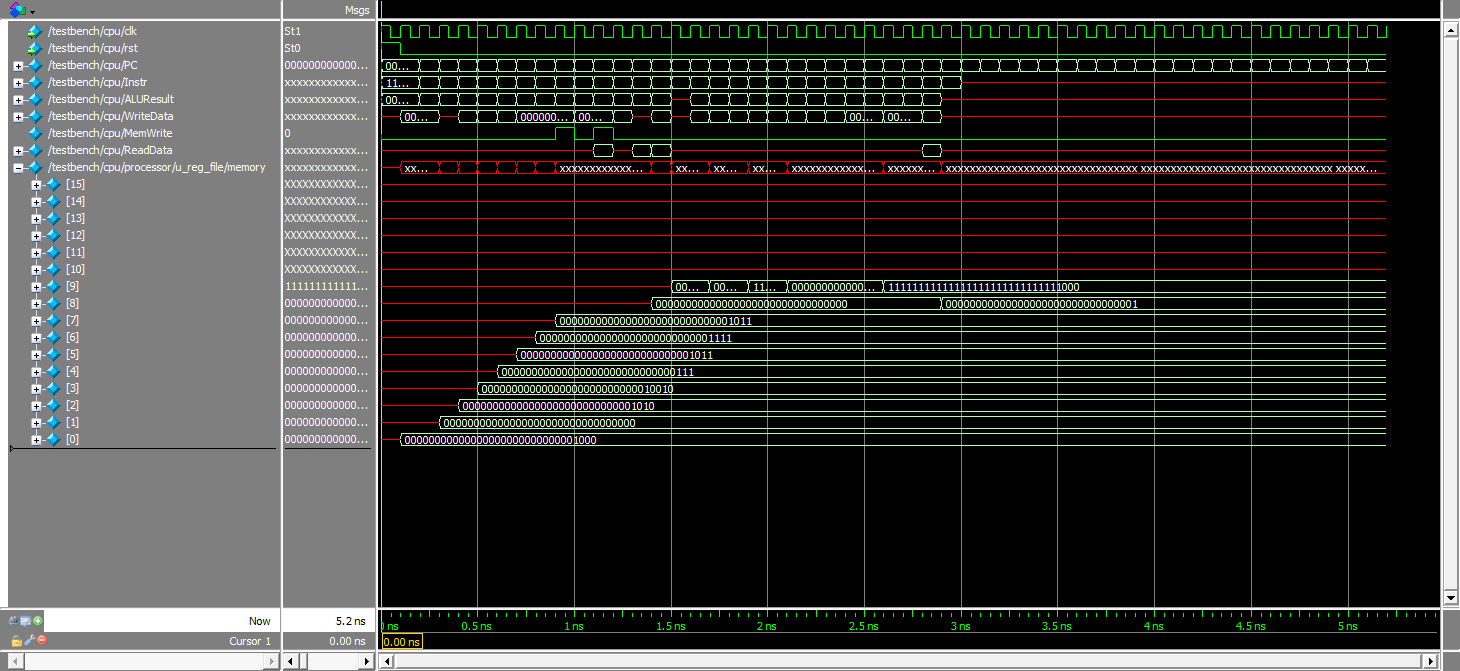 Msgs
/testbench/cpu/clk St1
/testbench/cpu/rst St0
/testbench/cpu/PC 000000000000... 00...
/testbench/cpu/Instr xxxxxxxxxxxx... 11...
/testbench/cpu/ALUResult xxxxxxxxxxxx... 00...
/testbench/cpu/WriteData xxxxxxxxxxxx... 00... 000000... 00... 00... 00...
/testbench/cpu/MemWrite 0
/testbench/cpu/ReadData xxxxxxxxxxxx...
/testbench/cpu/processor/u_reg_file/memory XXXXXXXXXXXX... xx... xxxxxxxxxxxx... xx... xx... xx... xxxxxxxxxxxx... xxxxxx... xxxxx...
[15] XXXXXXXXXXXX...
[14] XXXXXXXXXXXX...
[13] XXXXXXXXXXXX...
[12] XXXXXXXXXXXX...
[11] XXXXXXXXXXXX...
[10] XXXXXXXXXXXX...
[9] 111111111111... 00... 00... 11... 000000000000... 11111111111111111111111111111000
[8] 000000000000... 00000000000000000000000000000000 00000000000000000000000000000001
[7] 000000000000... 00000000000000000000000000001011
[6] 000000000000... 00000000000000000000000000001111
[5] 000000000000... 00000000000000000000000000001011
[4] 000000000000... 00000000000000000000000000000111
[3] 000000000000... 00000000000000000000000000010010
[2] 000000000000... 00000000000000000000000000001010
[1] 000000000000... 00000000000000000000000000000000
[0] 000000000000... 00000000000000000000000000001000
Now 5.2 ns ns 0.5 ns 1 ns 1.5 ns 2 ns 2.5 ns 3 ns 3.5 ns 4 ns 4.5 ns 5 ns
Cursor 1 0.00 ns 0.00 ns